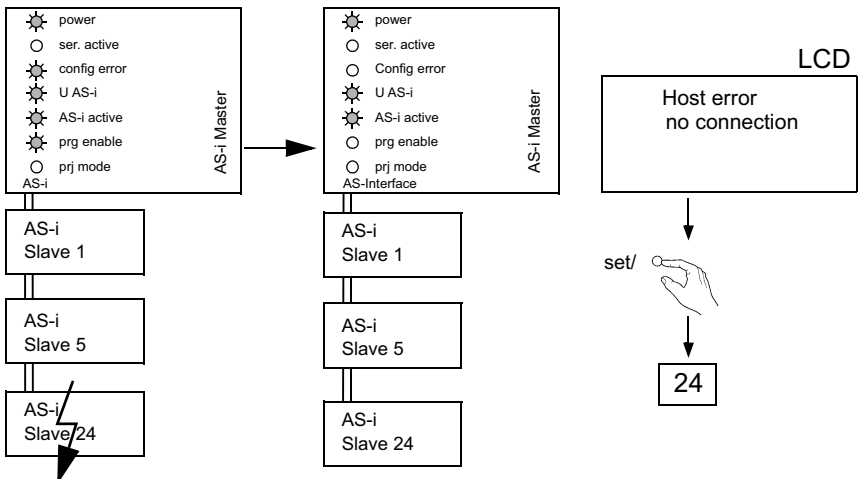 power
ser. active
config error
U AS-i
AS-i active
prg enable
prj mode
AS-i
AS-i Master
AS-i
Slave 1
AS-i
Slave 5
AS-i
Slave 24
power
ser. active
Config error
U AS-i
AS-i active
prg enable
prj mode
AS-Interface
AS-i Master
AS-i
Slave 1
AS-i
Slave 5
AS-i
Slave 24
LCD
Host error
no connection
set/
24